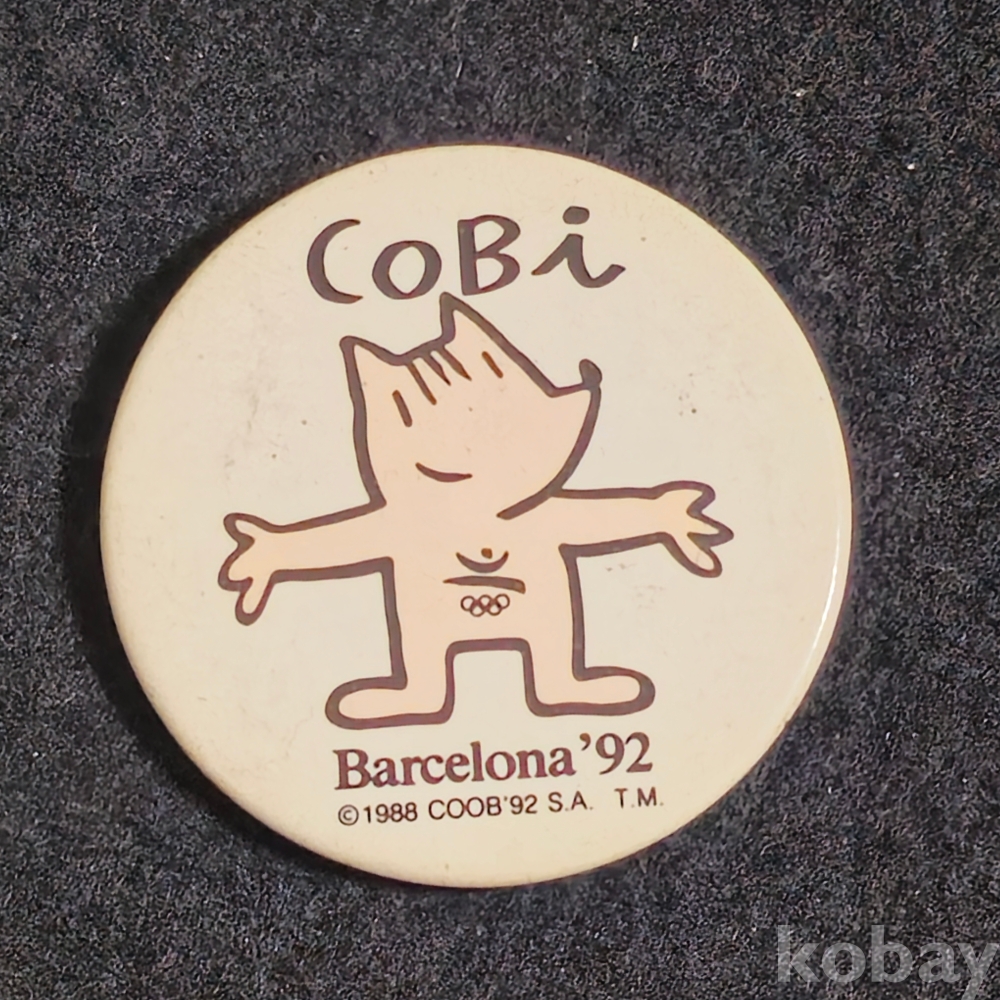 CoBi
Barcelona '92
©1988 COOB'92 S.A. T.M.
kobay